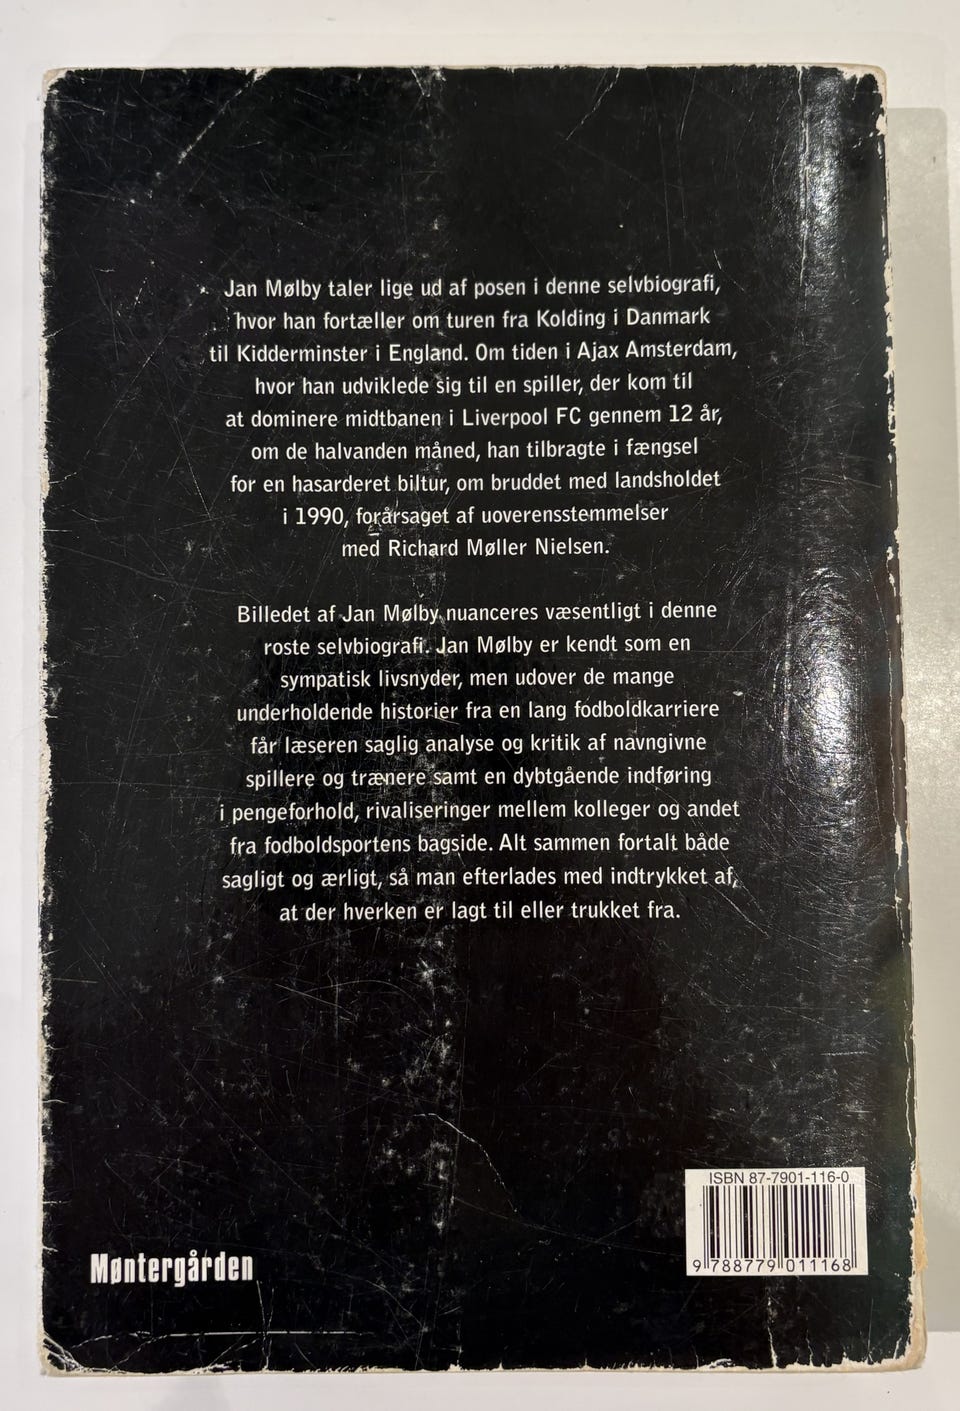 Jan Mølby taler lige ud af posen i denne selvbiografi,
hvor han fortæller om turen fra Kolding i Danmark
til Kidderminster i England. Om tiden i Ajax Amsterdam,
hvor han udviklede sig til en spiller, der kom til
at dominere midtbanen i Liverpool FC gennem 12 år,
om de halvanden måned, han tilbragte i fængsel
for en hasarderet biltur, om bruddet med landsholdet
i 1990, forårsaget af uoverensstemmelser
med Richard Møller Nielsen.
Billedet af Jan Mølby nuanceres væsentligt i denne
roste selvbiografi. Jan Mølby er kendt som en
sympatisk livsnyder, men udover de mange
underholdende historier fra en lang fodboldkarriere
får læseren saglig analyse og kritik af navngivne
spillere og trænere samt en dybtgående indføring
i pengeforhold, rivaliseringer mellem kolleger og andet
fra fodboldsportens bagside. Alt sammen fortalt både
sagligt og ærligt, så man efterlades med indtrykket af,
at der hverken er lagt til eller trukket fra.
ISBN 87-7901-116-0
9 788779 011168
Møntergården